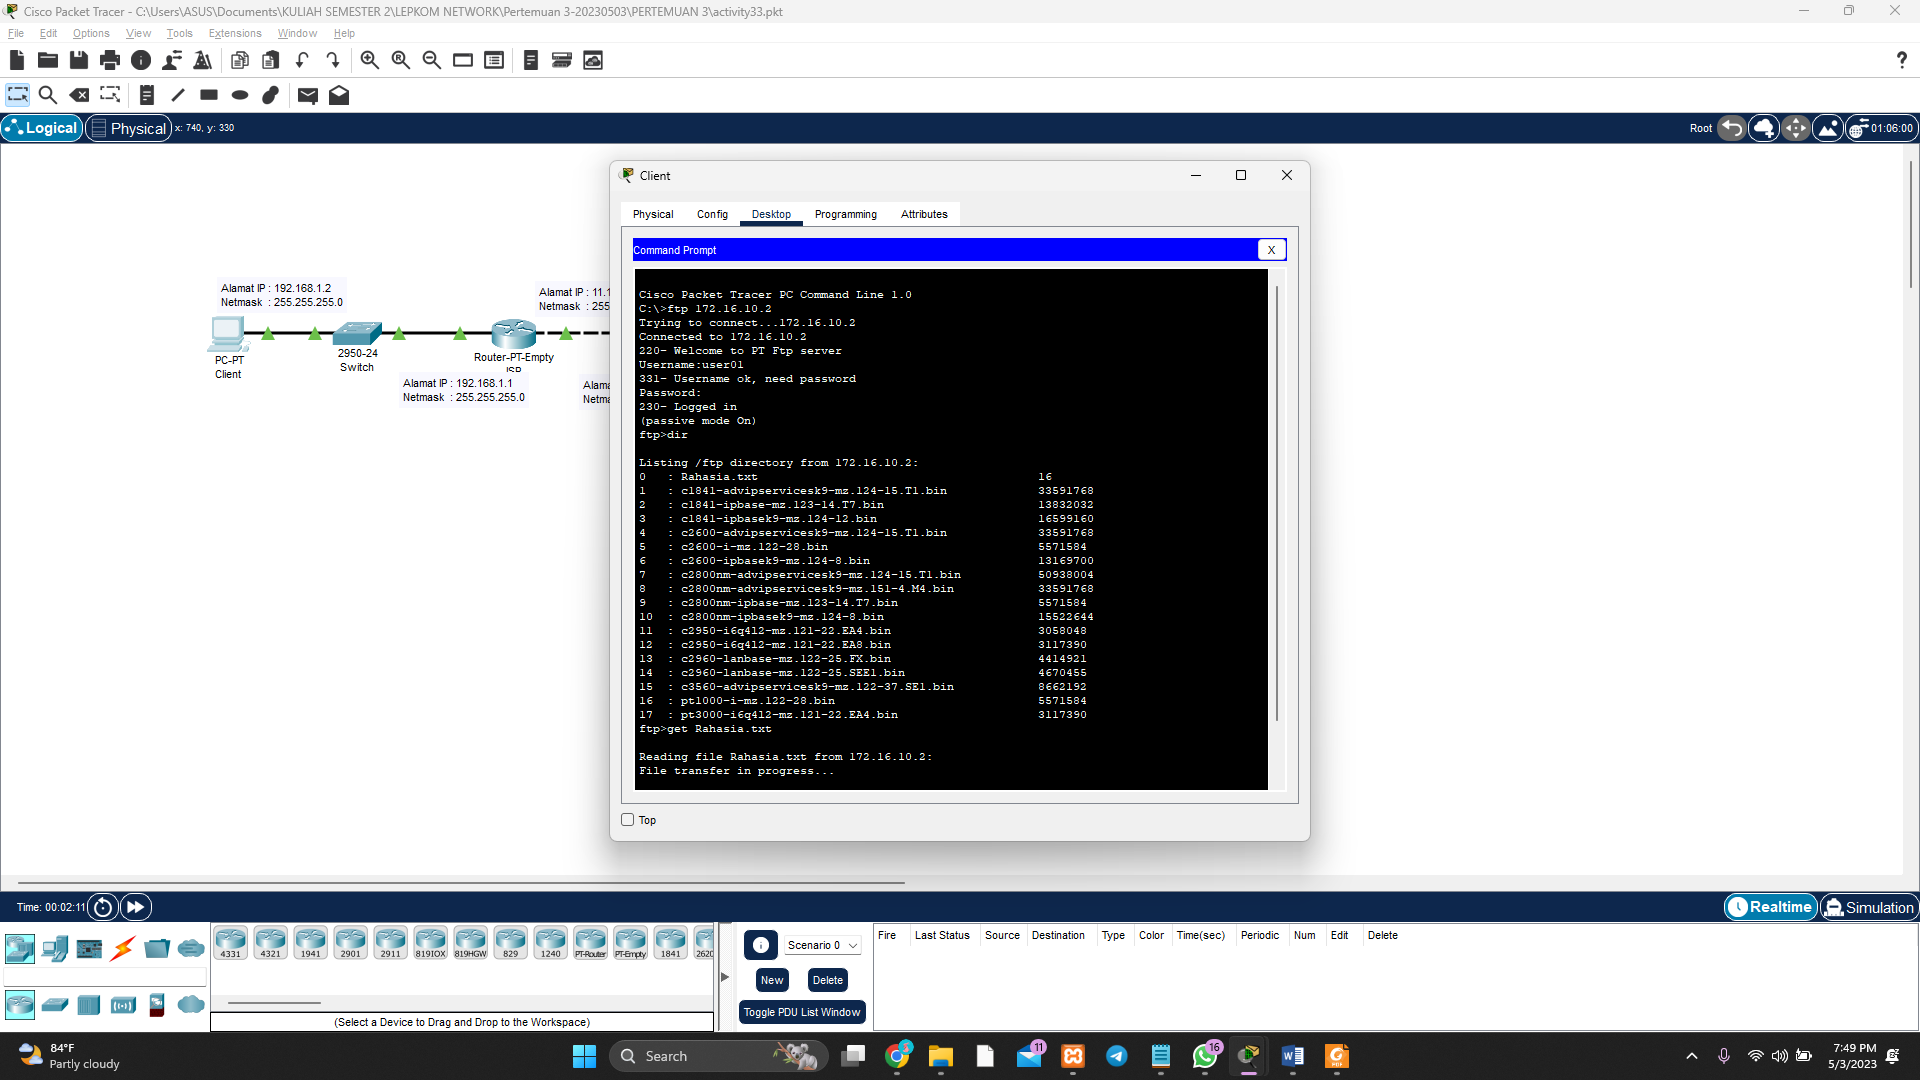 Cisco Packet Tracer - C:\Users\ASUS\Documents\KULIAH SEMESTER 2\LEPKOM NETWORK\Pertemuan 3-20230503\PERTEMUAN 3\activity33.pkt
File Edit Options View Tools Extensions Window Help
Logical Physical x: 740, y: 330 Root 01:06:00
Client
Physical Config Desktop Programming Attributes
Command Prompt X
Alamat IP : 192.168.1.2
Netmask : 255.255.255.0
Alamat IP : 11.1
Netmask : 255
PC-PT
Client
2950-24
Switch
Router-PT-Empty
ISP
Alamat IP : 192.168.1.1
Netmask : 255.255.255.0
Alama
Netma
Cisco Packet Tracer PC Command Line 1.0
C:\>ftp 172.16.10.2
Trying to connect...172.16.10.2
Connected to 172.16.10.2
220- Welcome to PT Ftp server
Username:user01
331- Username ok, need password
Password:
230- Logged in
(passive mode On)
ftp>dir
Listing /ftp directory from 172.16.10.2:
0 : Rahasia.txt 16
1 : c1841-advipservicesk9-mz.124-15.T1.bin 33591768
2 : c1841-ipbase-mz.123-14.T7.bin 13832032
3 : c1841-ipbasek9-mz.124-12.bin 16599160
4 : c2600-advipservicesk9-mz.124-15.T1.bin 33591768
5 : c2600-i-mz.122-28.bin 5571584
6 : c2600-ipbasek9-mz.124-8.bin 13169700
7 : c2800nm-advipservicesk9-mz.124-15.T1.bin 50938004
8 : c2800nm-advipservicesk9-mz.151-4.M4.bin 33591768
9 : c2800nm-ipbase-mz.123-14.T7.bin 5571584
10 : c2800nm-ipbasek9-mz.124-8.bin 15522644
11 : c2950-i6q4l2-mz.121-22.EA4.bin 3058048
12 : c2950-i6q4l2-mz.121-22.EA8.bin 3117390
13 : c2960-lanbase-mz.122-25.FX.bin 4414921
14 : c2960-lanbase-mz.122-25.SEE1.bin 4670455
15 : c3560-advipservicesk9-mz.122-37.SE1.bin 8662192
16 : pt1000-i-mz.122-28.bin 5571584
17 : pt3000-i6q4l2-mz.121-22.EA4.bin 3117390
ftp>get Rahasia.txt
Reading file Rahasia.txt from 172.16.10.2:
File transfer in progress...
Top
Time: 00:02:11 Realtime Simulation
4331 4321 1941 2901 2911 819IOX 819HGW 829 1240 PT-Router PT-Empty 1841 2620
(Select a Device to Drag and Drop to the Workspace)
Scenario 0
New Delete
Toggle PDU List Window
Fire Last Status Source Destination Type Color Time(sec) Periodic Num Edit Delete
84°F
Partly cloudy
Search
3
11
16
7:49 PM
5/3/2023